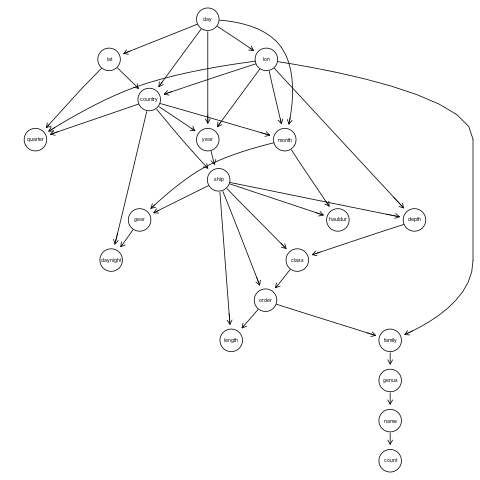 day
lat
lon
country
quarter
year
month
ship
gear
hauldur
depth
daynight
class
order
length
family
genus
name
count